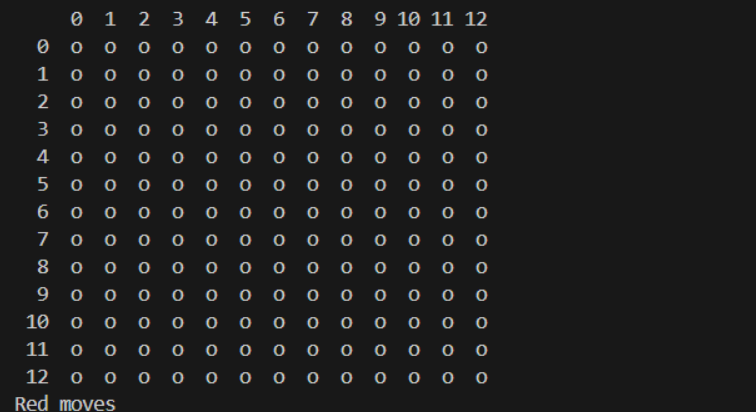 0 1 2 3 4 5 6 7 8 9 10 11 12
0 o o o o o o o o o o o o o
1 o o o o o o o o o o o o o
2 o o o o o o o o o o o o o
3 o o o o o o o o o o o o o
4 o o o o o o o o o o o o o
5 o o o o o o o o o o o o o
6 o o o o o o o o o o o o o
7 o o o o o o o o o o o o o
8 o o o o o o o o o o o o o
9 o o o o o o o o o o o o o
10 o o o o o o o o o o o o o
11 o o o o o o o o o o o o o
12 o o o o o o o o o o o o o
Red moves